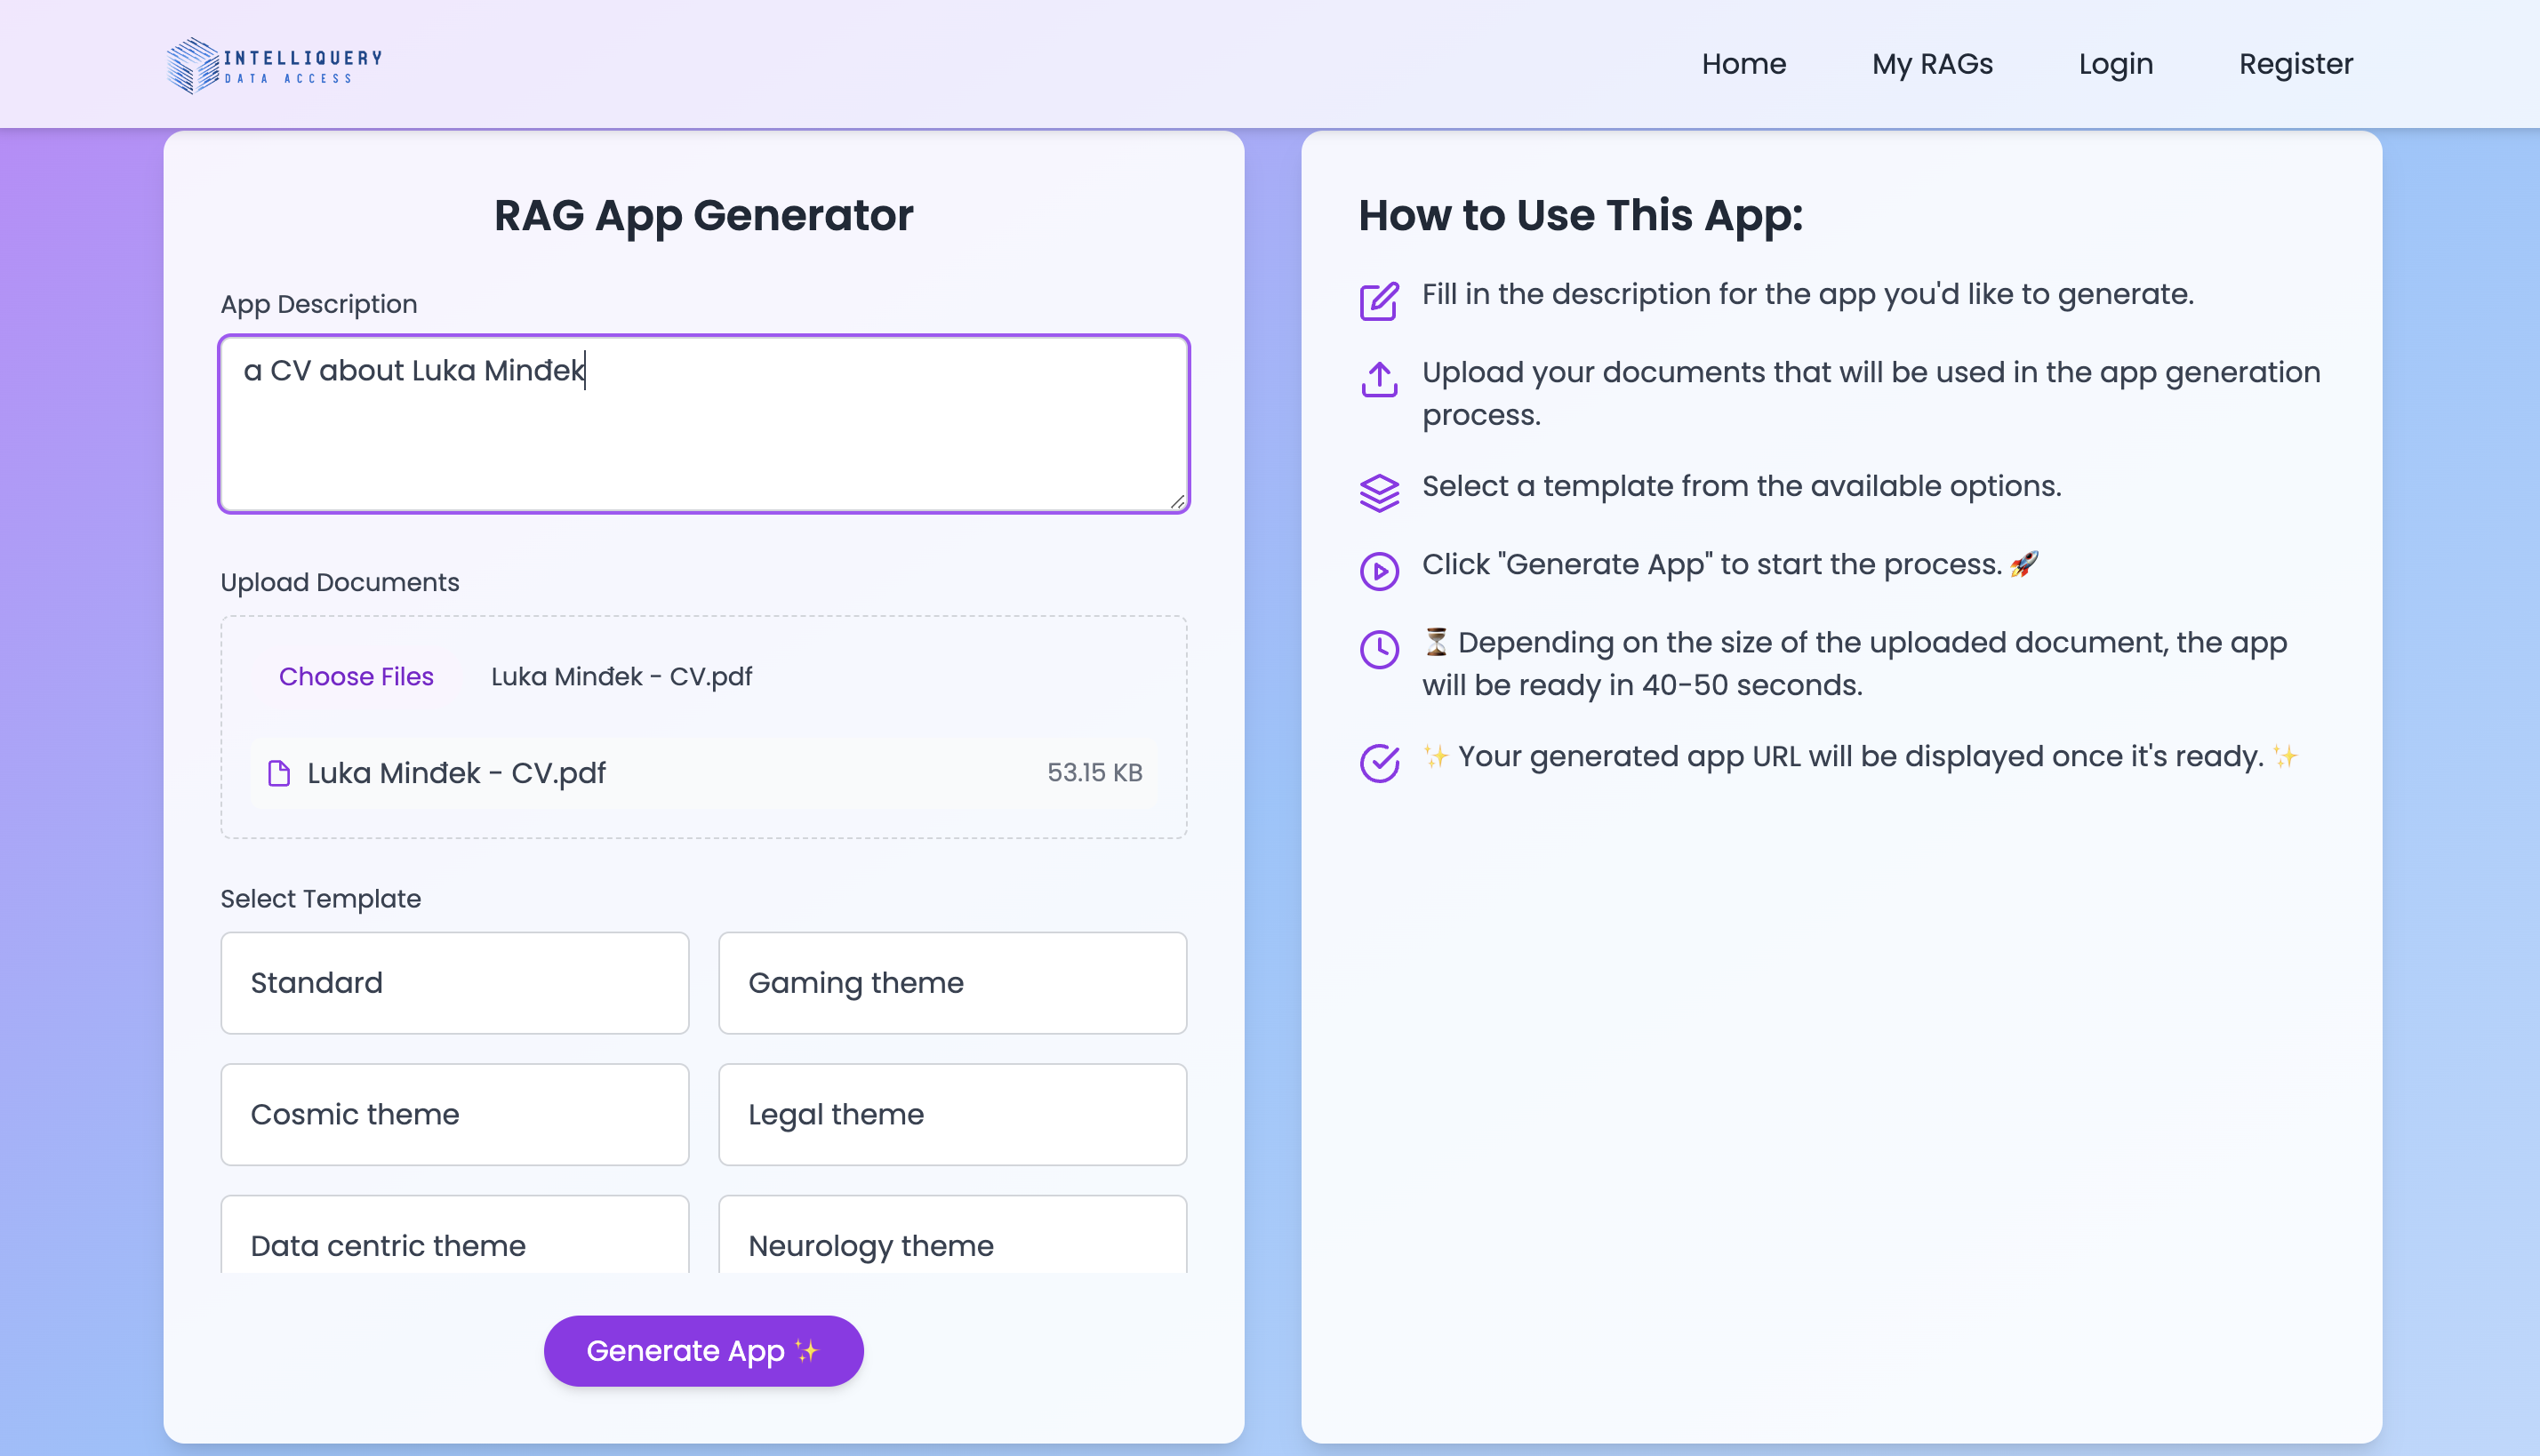 INTELLIQUERY
DATA ACCESS
Home
My RAGs
Login
Register
RAG App Generator
App Description
a CV about Luka Minđek
Upload Documents
Choose Files
Luka Minđek - CV.pdf
Luka Minđek - CV.pdf
53.15 KB
Select Template
Standard
Gaming theme
Cosmic theme
Legal theme
Data centric theme
Neurology theme
Generate App ✨
How to Use This App:
Fill in the description for the app you'd like to generate.
Upload your documents that will be used in the app generation
process.
Select a template from the available options.
Click "Generate App" to start the process. 🚀
⏳ Depending on the size of the uploaded document, the app
will be ready in 40-50 seconds.
✨ Your generated app URL will be displayed once it's ready. ✨